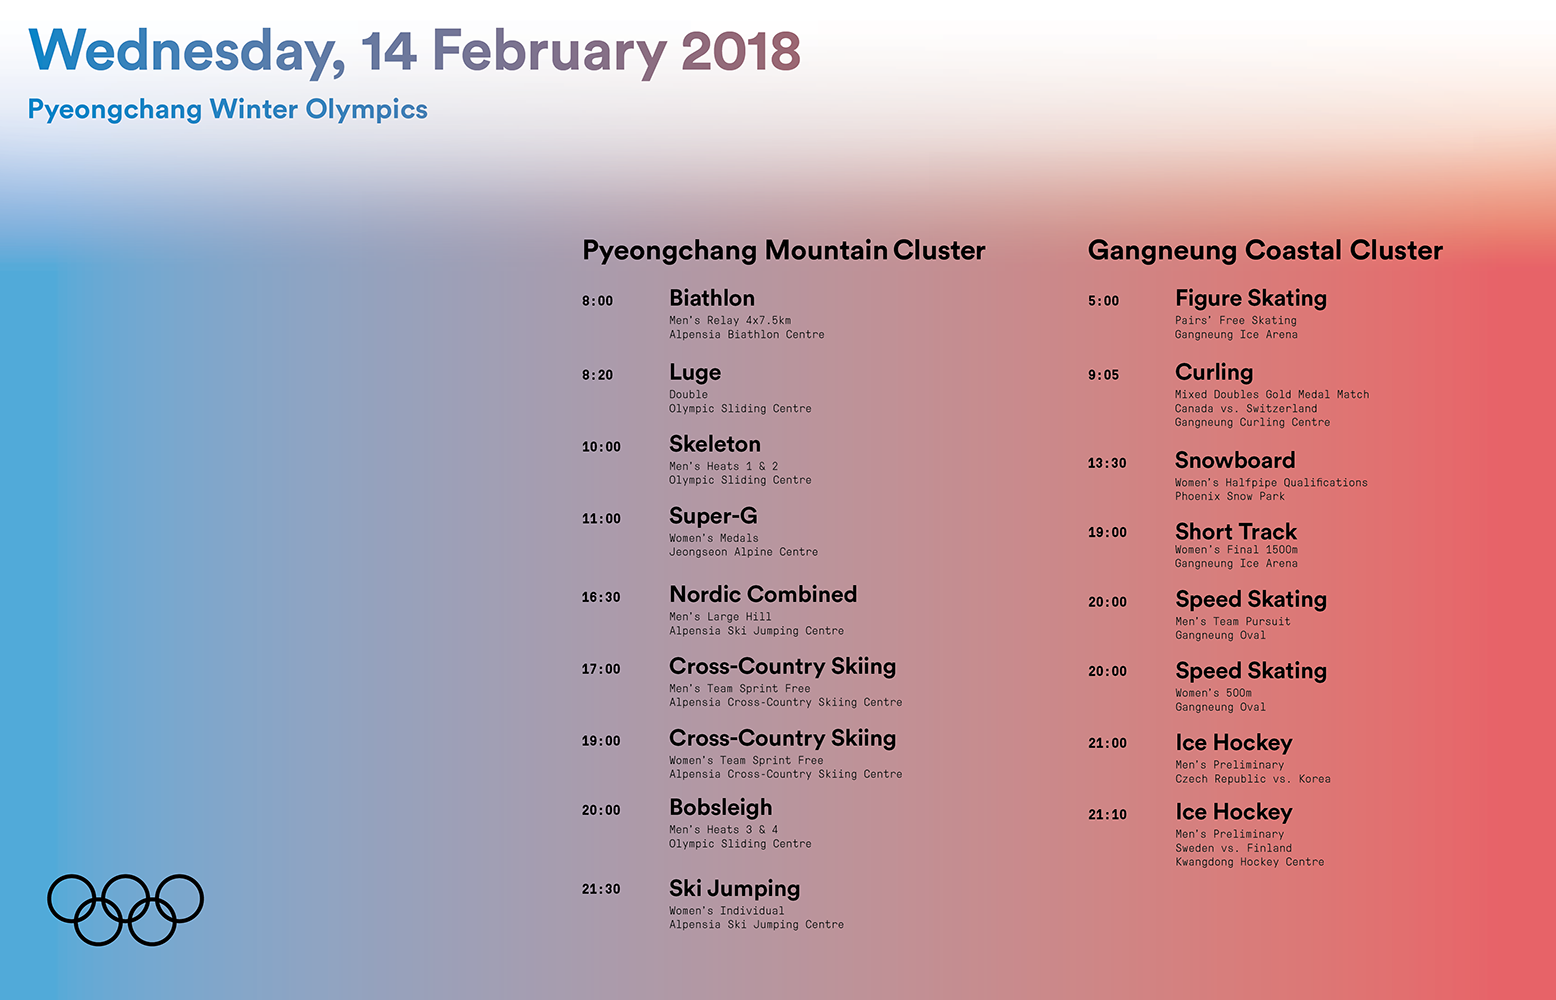 Wednesday, 14 February 2018
Pyeongchang Winter Olympics
Pyeongchang Mountain Cluster
8:00 Biathlon
Men's Relay 4x7.5km
Alpensia Biathlon Centre
8:20 Luge
Double
Olympic Sliding Centre
10:00 Skeleton
Men's Heats 1 & 2
Olympic Sliding Centre
11:00 Super-G
Women's Medals
Jeongseon Alpine Centre
16:30 Nordic Combined
Men's Large Hill
Alpensia Ski Jumping Centre
17:00 Cross-Country Skiing
Men's Team Sprint Free
Alpensia Cross-Country Skiing Centre
19:00 Cross-Country Skiing
Women's Team Sprint Free
Alpensia Cross-Country Skiing Centre
20:00 Bobsleigh
Men's Heats 3 & 4
Olympic Sliding Centre
21:30 Ski Jumping
Women's Individual
Alpensia Ski Jumping Centre
Gangneung Coastal Cluster
5:00 Figure Skating
Pairs' Free Skating
Gangneung Ice Arena
9:05 Curling
Mixed Doubles Gold Medal Match
Canada vs. Switzerland
Gangneung Curling Centre
13:30 Snowboard
Women's Halfpipe Qualifications
Phoenix Snow Park
19:00 Short Track
Women's Final 1500m
Gangneung Ice Arena
20:00 Speed Skating
Men's Team Pursuit
Gangneung Oval
20:00 Speed Skating
Women's 500m
Gangneung Oval
21:00 Ice Hockey
Men's Preliminary
Czech Republic vs. Korea
21:10 Ice Hockey
Men's Preliminary
Sweden vs. Finland
Kwangdong Hockey Centre